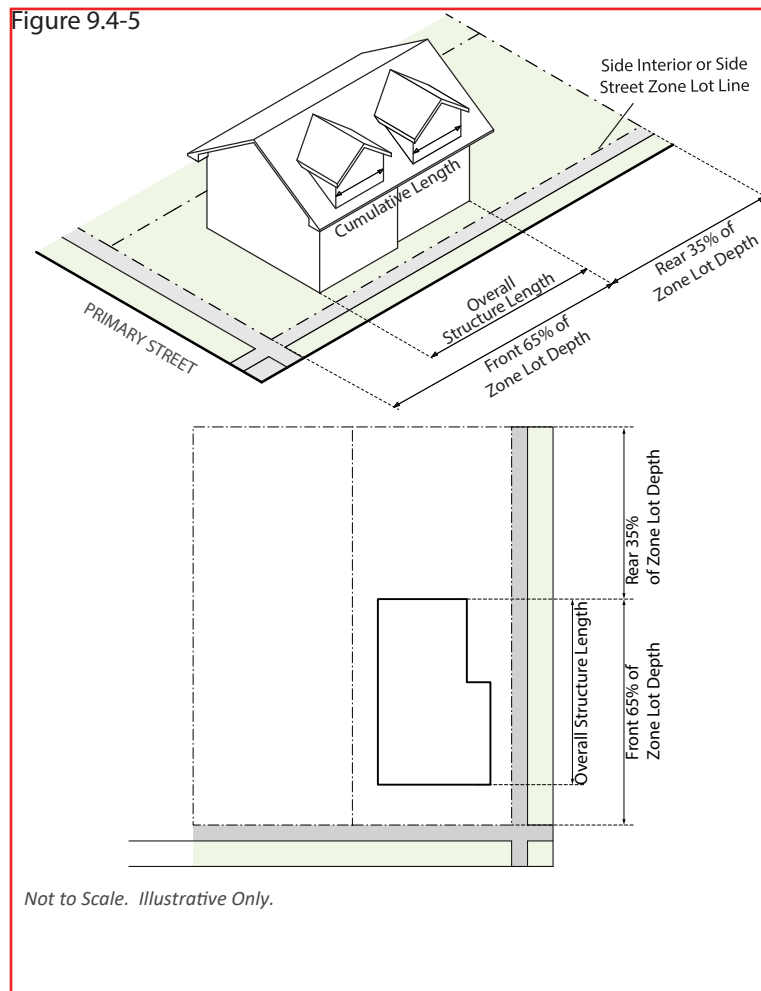 Figure 9.4-5
Side Interior or Side
Street Zone Lot Line
Cumulative Length
PRIMARY STREET
Overall
Structure Length
Rear 35% of
Zone Lot Depth
Front 65% of
Zone Lot Depth
Rear 35%
of Zone Lot Depth
Overall Structure Length
Front 65% of
Zone Lot Depth
Not to Scale.  Illustrative Only.